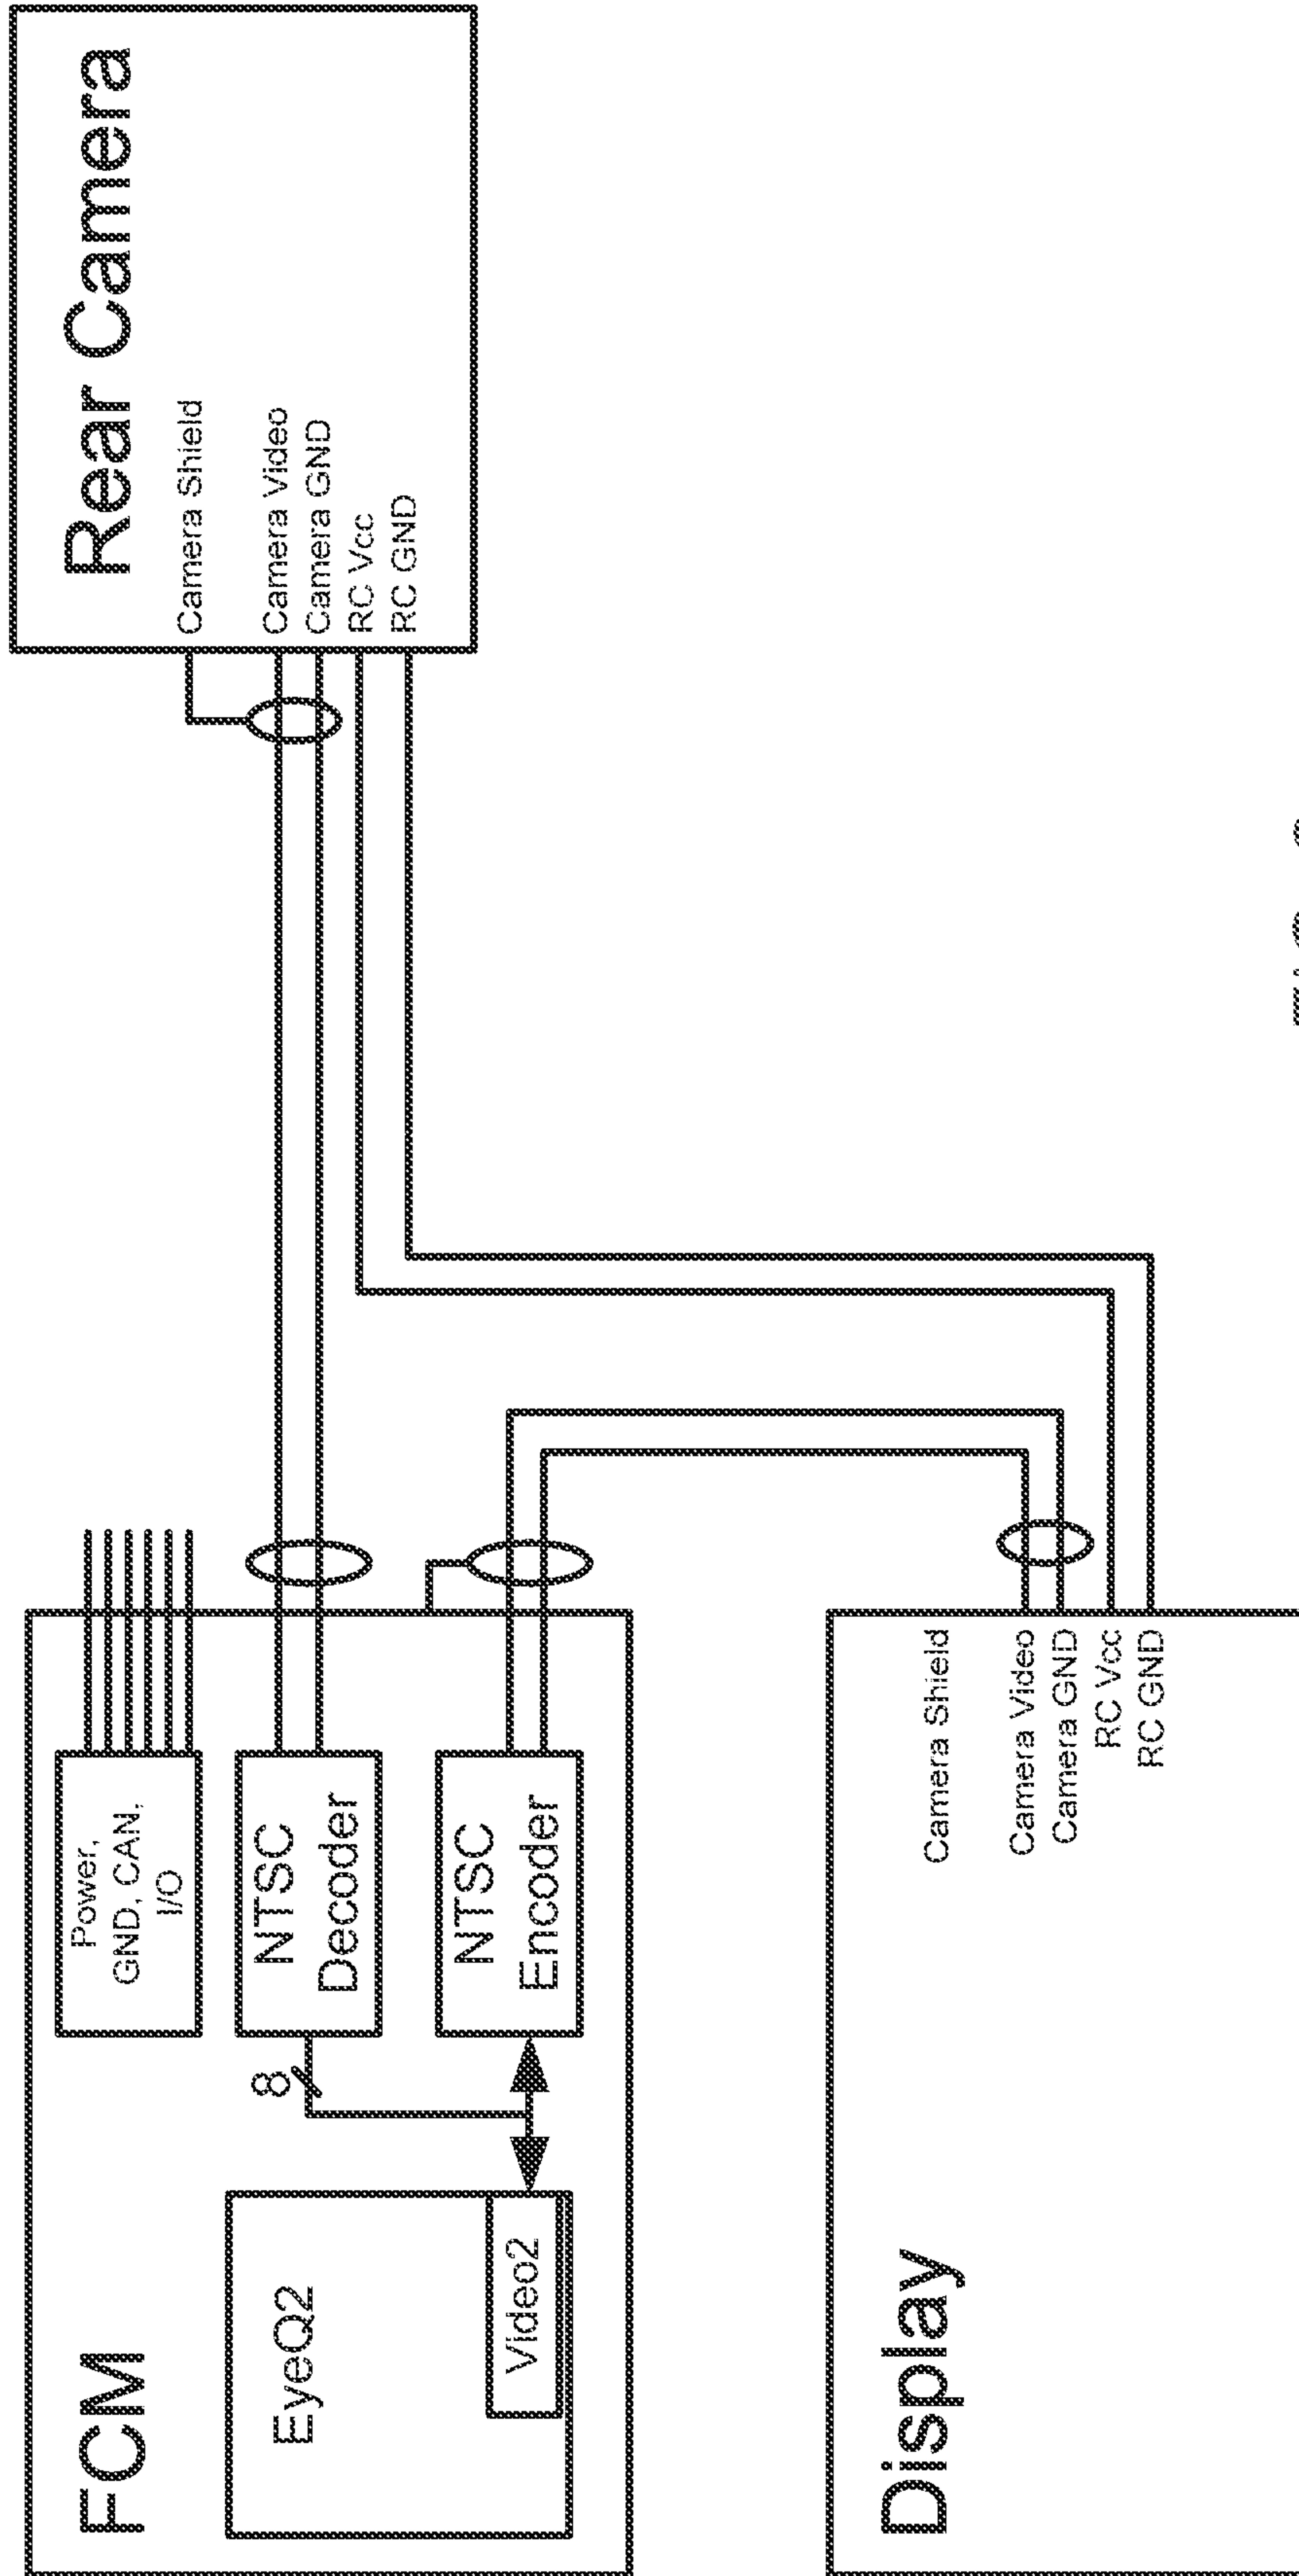 FCM
EyeQ2
Video2
8
Power,
GND, CAN,
I/O
NTSC
Decoder
NTSC
Encoder
Rear Camera
Camera Shield
Camera Video
Camera GND
RC Vcc
RC GND
Display
Camera Shield
Camera Video
Camera GND
RC Vcc
RC GND